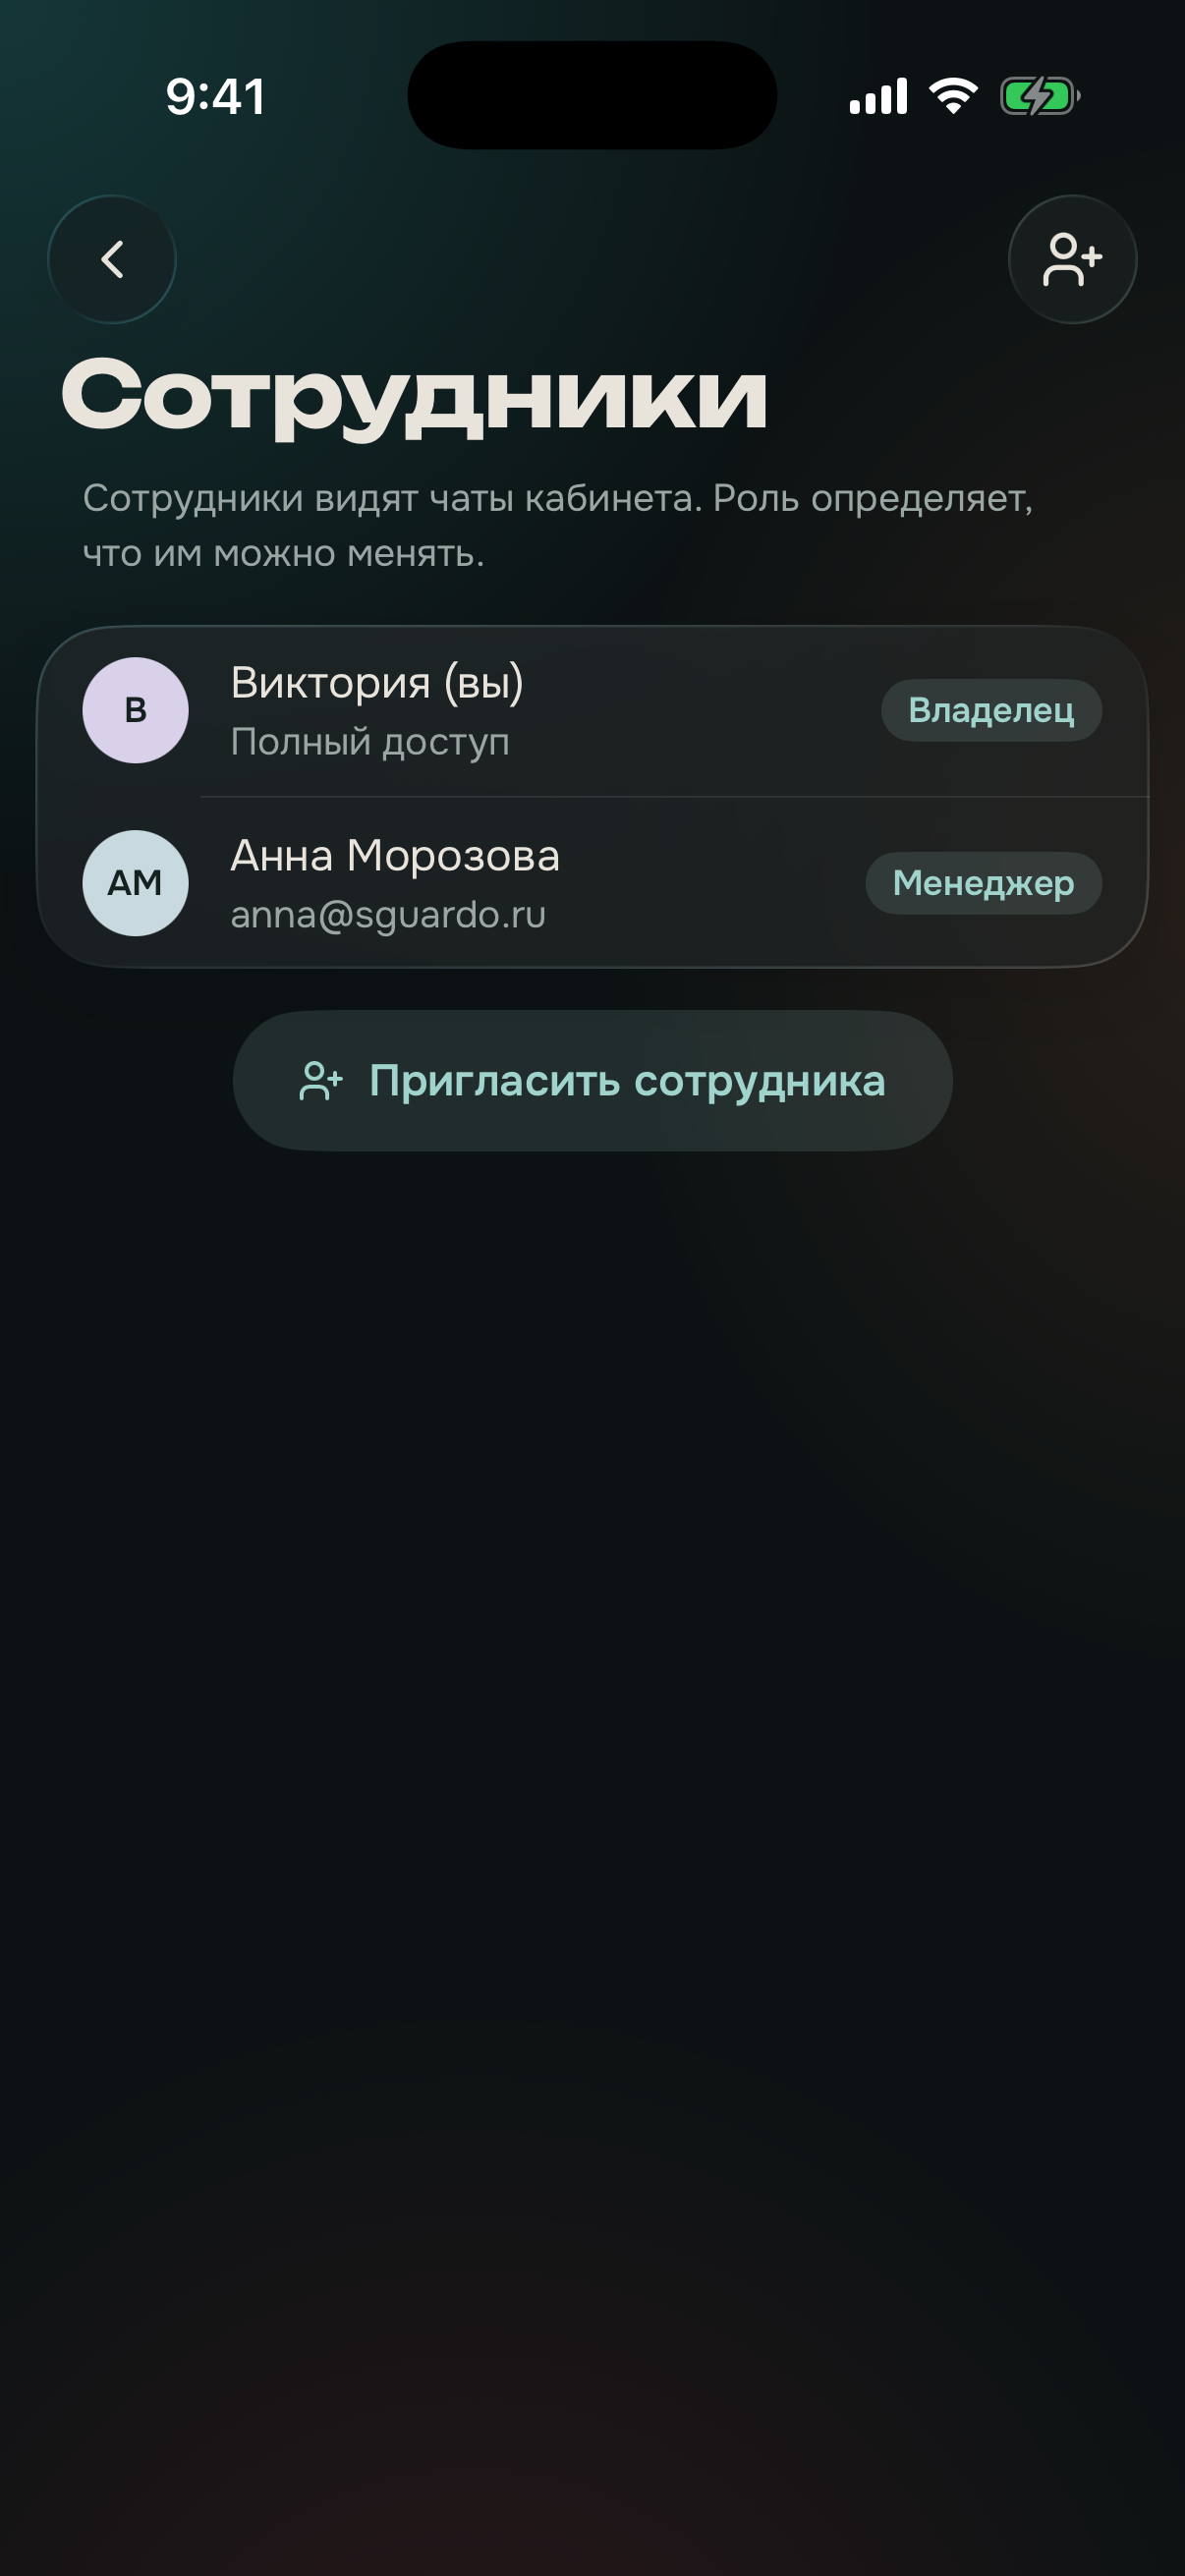 9:41
Сотрудники
Сотрудники видят чаты кабинета. Роль определяет,
что им можно менять.
В
Виктория (вы)
Полный доступ
Владелец
АМ
Анна Морозова
anna@sguardo.ru
Менеджер
Пригласить сотрудника